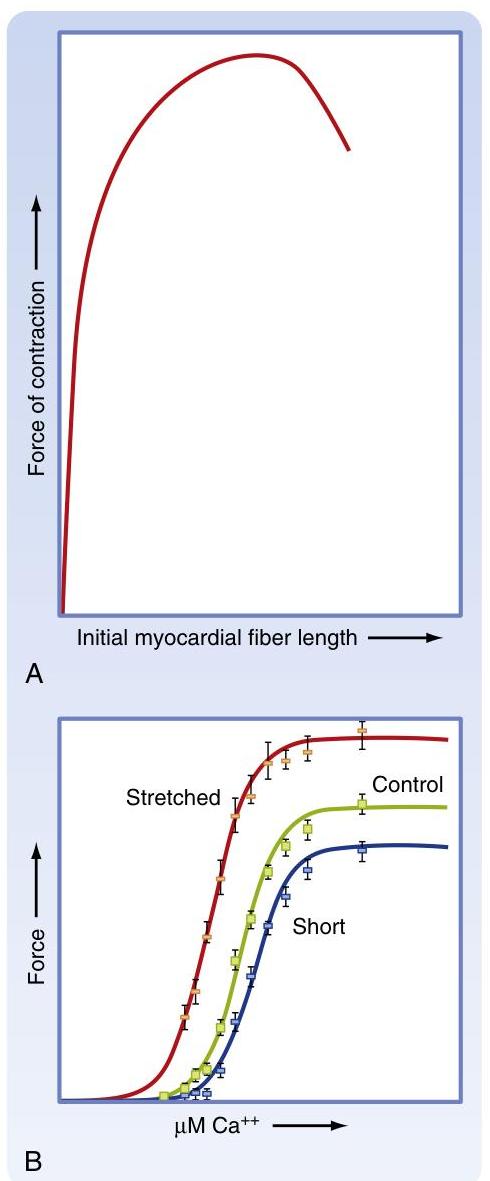 Force of contraction
Initial myocardial fiber length
A
Stretched
Control
Short
Force
μM Ca⁺⁺
B